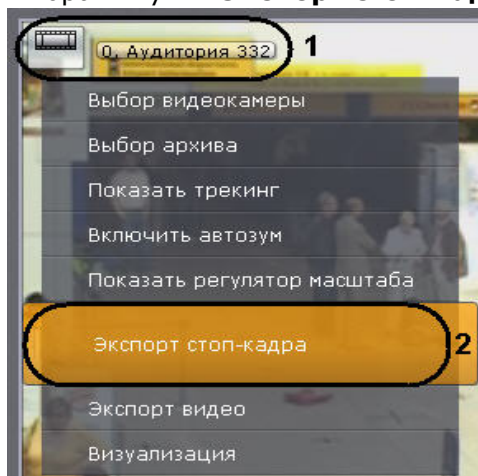 0. Аудитория 332 1
Выбор видеокамеры
Выбор архива
Показать трекинг
Включить автозум
Показать регулятор масштаба
Экспорт стоп-кадра 2
Экспорт видео
Визуализация